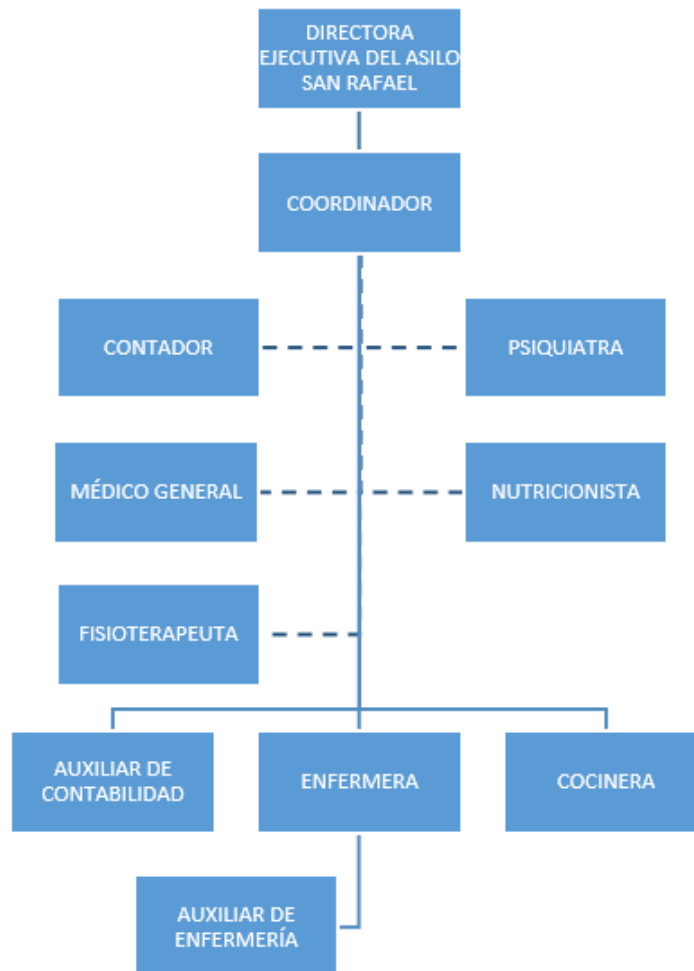 DIRECTORA
EJECUTIVA DEL ASILO
SAN RAFAEL
COORDINADOR
CONTADOR
PSIQUIATRA
MÉDICO GENERAL
NUTRICIONISTA
FISIOTERAPEUTA
AUXILIAR DE
CONTABILIDAD
ENFERMERA
COCINERA
AUXILIAR DE
ENFERMERÍA